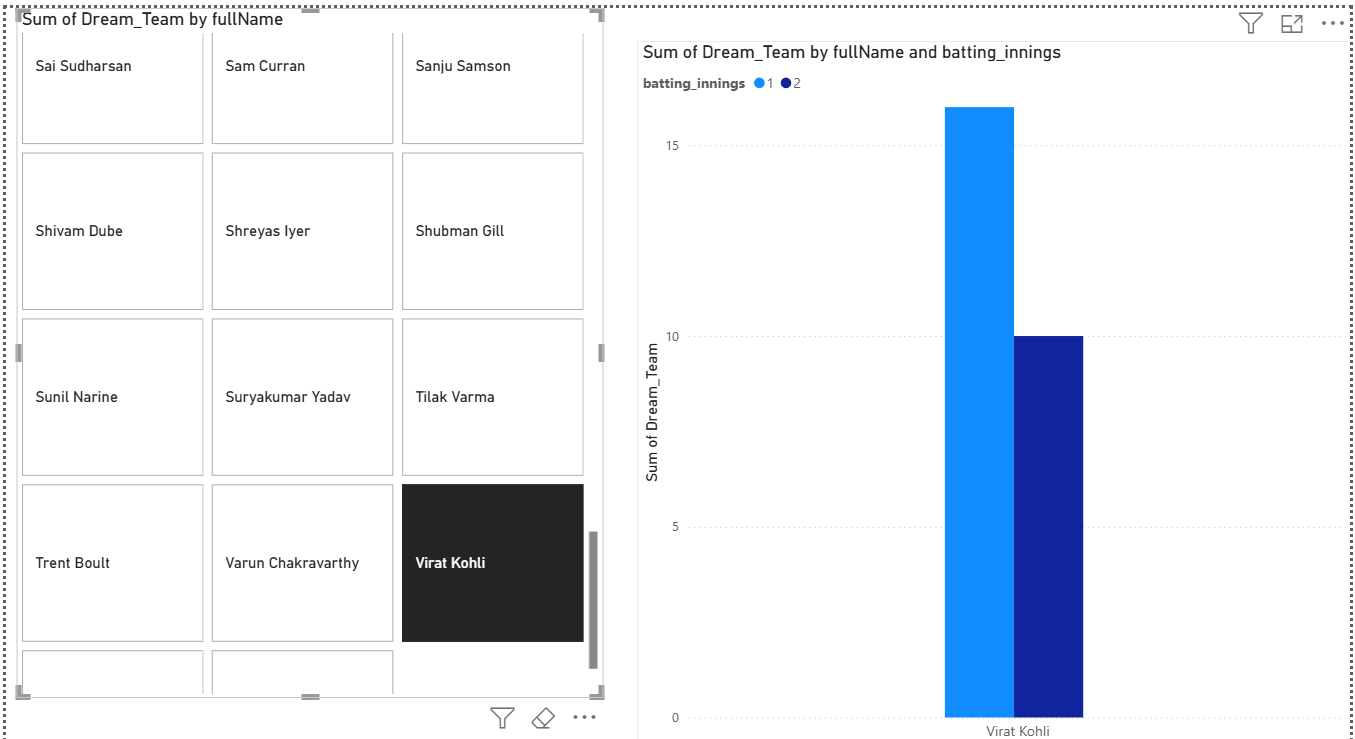 Sum of Dream_Team by fullName
Sai Sudharsan
Sam Curran
Sanju Samson
Shivam Dube
Shreyas Iyer
Shubman Gill
Sunil Narine
Suryakumar Yadav
Tilak Varma
Trent Boult
Varun Chakravarthy
Virat Kohli
Sum of Dream_Team by fullName and batting_innings
batting_innings 1 2
15
10
5
0
Sum of Dream_Team
Virat Kohli